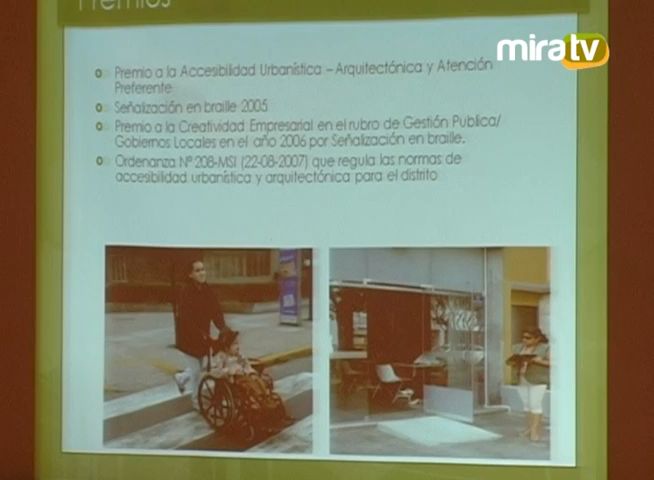 Premios
miratv
Premio a la Accesibilidad Urbanística – Arquitectónica y Atención
Preferente
Señalización en braille 2005
Premio a la Creatividad Empresarial en el rubro de Gestión Publica/
Gobiernos Locales en el año 2006 por Señalización en braille.
Ordenanza Nº 208-MSI (22-08-2007) que regula las normas de
accesibilidad urbanística y arquitectónica para el distrito